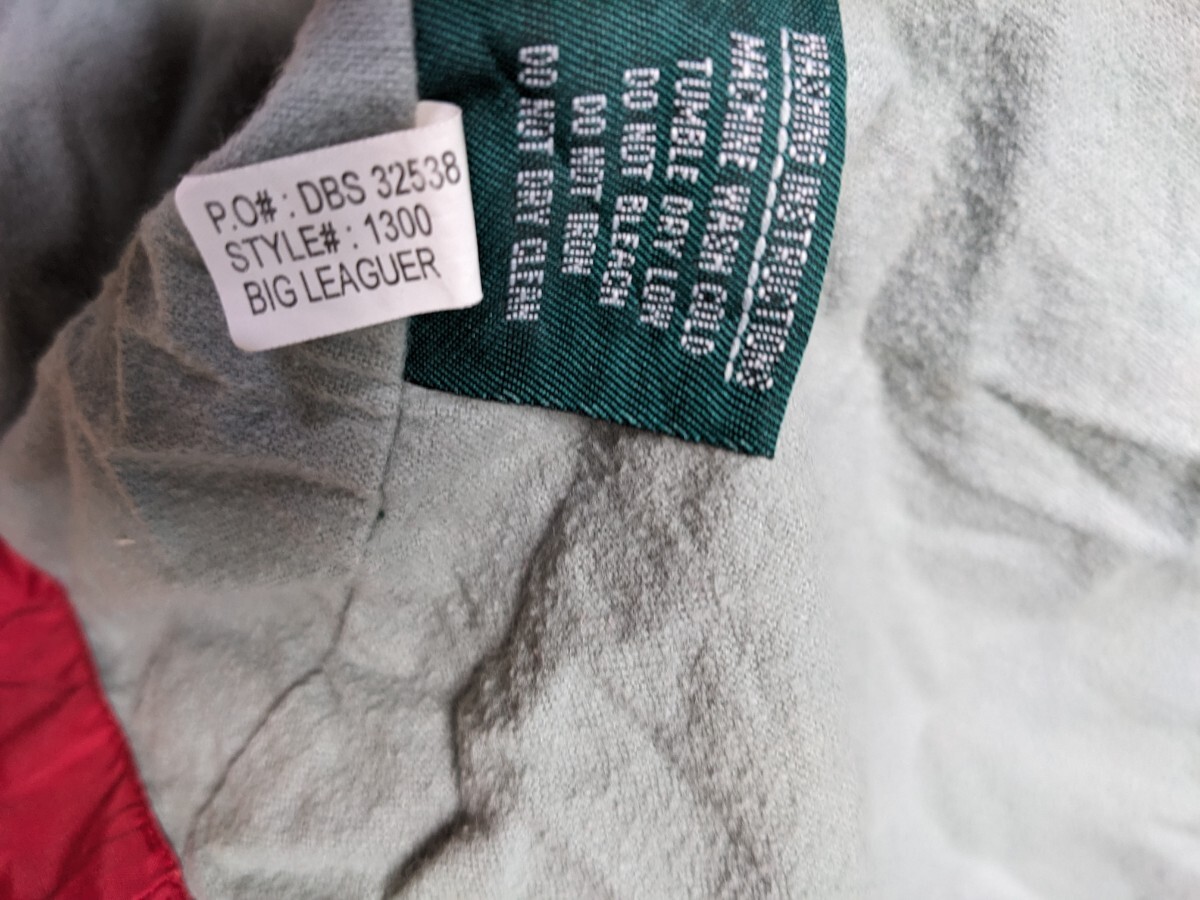 P.O# : DBS 32538
STYLE# : 1300
BIG LEAGUER
WASHING INSTRUCTIONS
MACHINE WASH COLD
TUMBLE DRY LOW
DO NOT BLEACH
DO NOT IRON
DO NOT DRY CLEAN